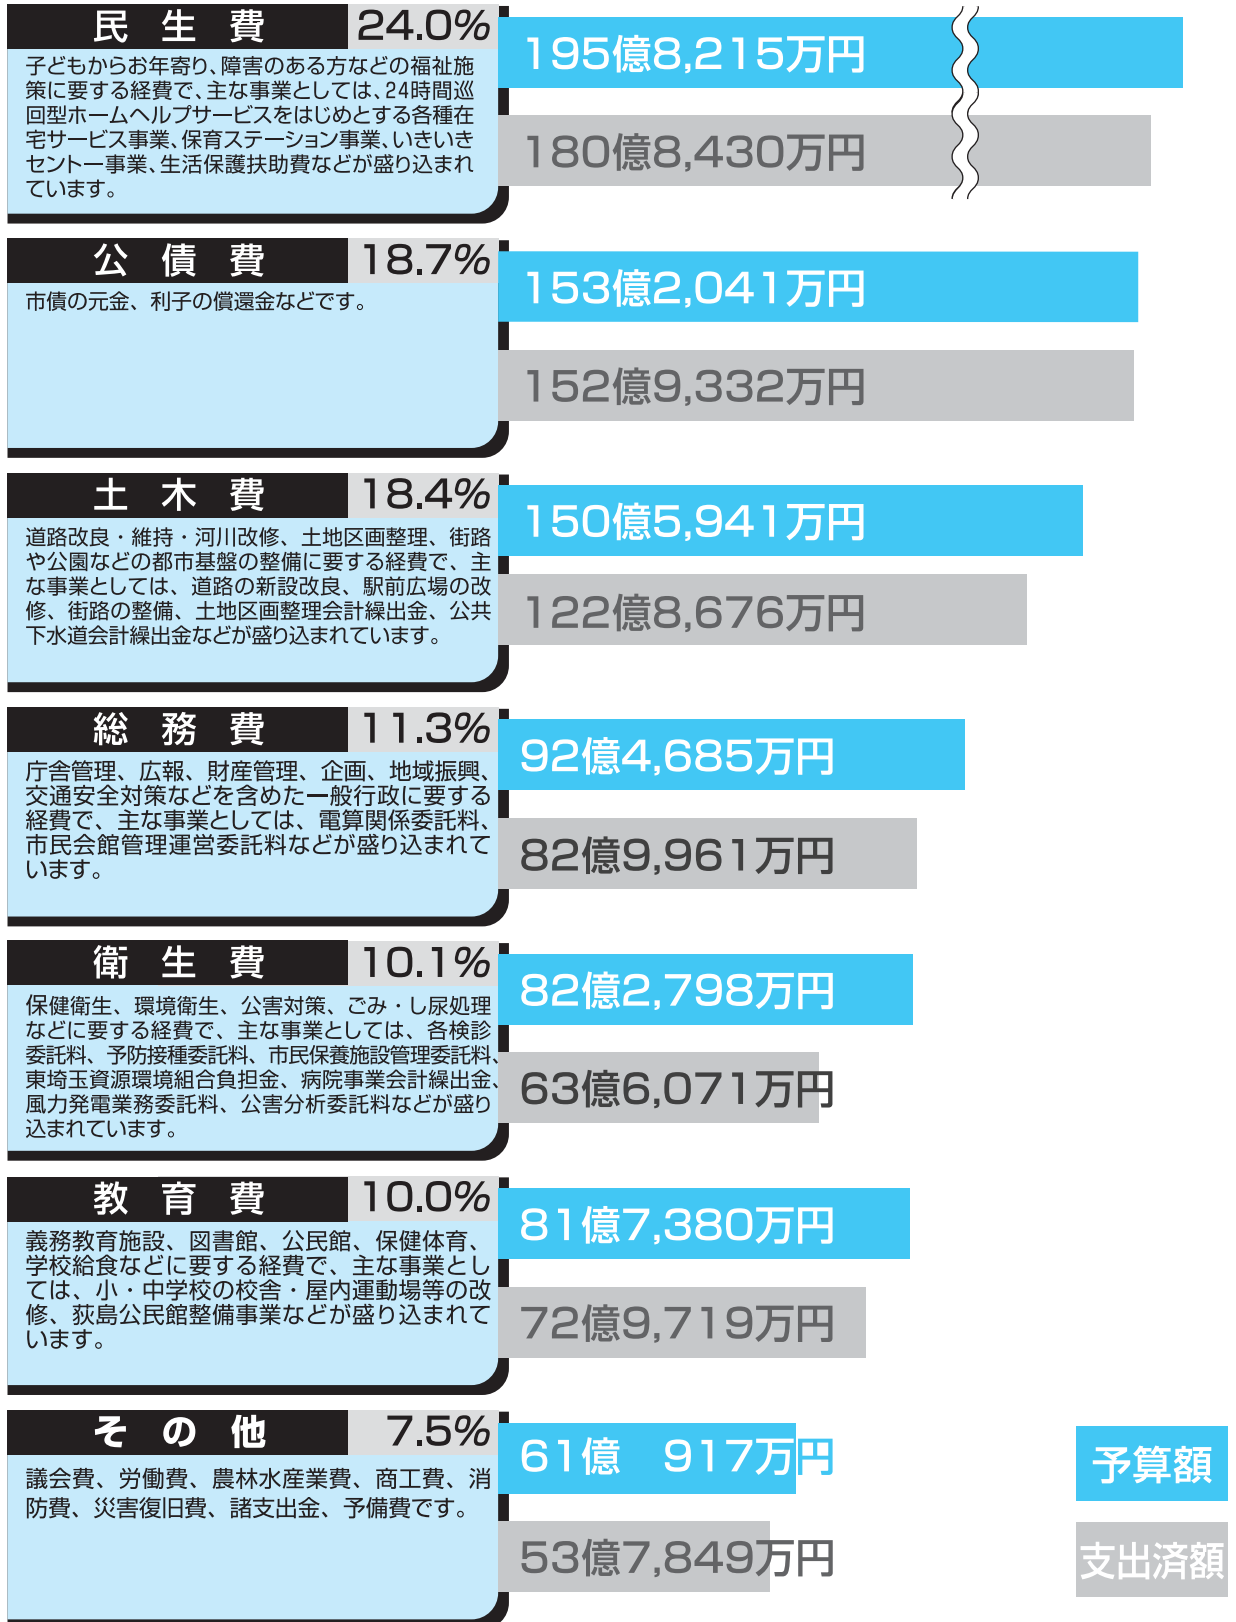 民生費 24.0%
子どもからお年寄り、障害のある方などの福祉施
策に要する経費で、主な事業としては、24時間巡
回型ホームヘルプサービスをはじめとする各種在
宅サービス事業、保育ステーション事業、いきいき
セントー事業、生活保護扶助費などが盛り込まれ
ています。
195億8,215万円
180億8,430万円
公債費 18.7%
市債の元金、利子の償還金などです。
153億2,041万円
152億9,332万円
土木費 18.4%
道路改良・維持・河川改修、土地区画整理、街路
や公園などの都市基盤の整備に要する経費で、主
な事業としては、道路の新設改良、駅前広場の改
修、街路の整備、土地区画整理会計繰出金、公共
下水道会計繰出金などが盛り込まれています。
150億5,941万円
122億8,676万円
総務費 11.3%
庁舎管理、広報、財産管理、企画、地域振興、
交通安全対策などを含めた一般行政に要する
経費で、主な事業としては、電算関係委託料、
市民会館管理運営委託料などが盛り込まれて
います。
92億4,685万円
82億9,961万円
衛生費 10.1%
保健衛生、環境衛生、公害対策、ごみ・し尿処理
などに要する経費で、主な事業としては、各検診
委託料、予防接種委託料、市民保養施設管理委託料、
東埼玉資源環境組合負担金、病院事業会計繰出金、
風力発電業務委託料、公害分析委託料などが盛り
込まれています。
82億2,798万円
63億6,071万円
教育費 10.0%
義務教育施設、図書館、公民館、保健体育、
学校給食などに要する経費で、主な事業とし
ては、小・中学校の校舎・屋内運動場等の改
修、荻島公民館整備事業などが盛り込まれて
います。
81億7,380万円
72億9,719万円
その他 7.5%
議会費、労働費、農林水産業費、商工費、消
防費、災害復旧費、諸支出金、予備費です。
61億 917万円
53億7,849万円
予算額
支出済額